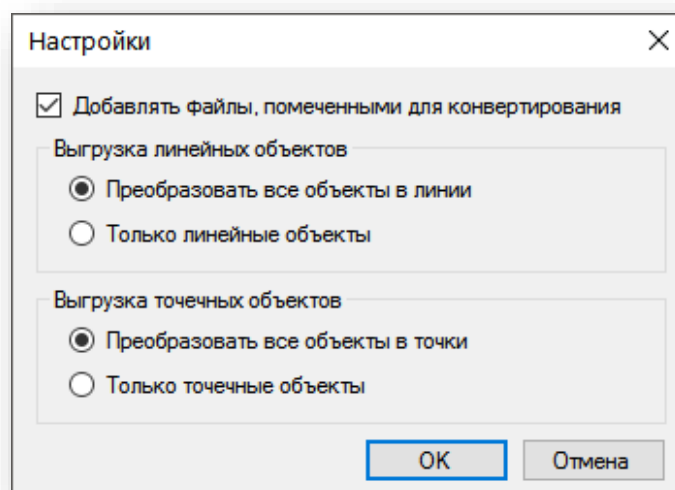 Настройки
Добавлять файлы, помеченными для конвертирования
Выгрузка линейных объектов
Преобразовать все объекты в линии
Только линейные объекты
Выгрузка точечных объектов
Преобразовать все объекты в точки
Только точечные объекты
OK Отмена